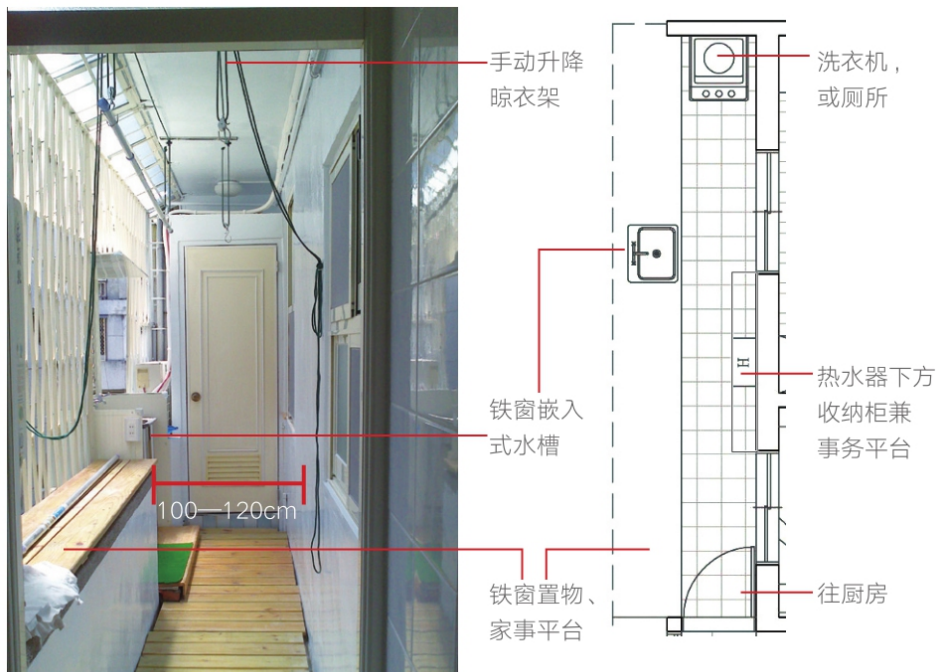 手动升降
晾衣架
洗衣机，
或厕所
铁窗嵌入
式水槽
H
热水器下方
收纳柜兼
事务平台
100—120cm
铁窗置物、
家事平台
往厨房